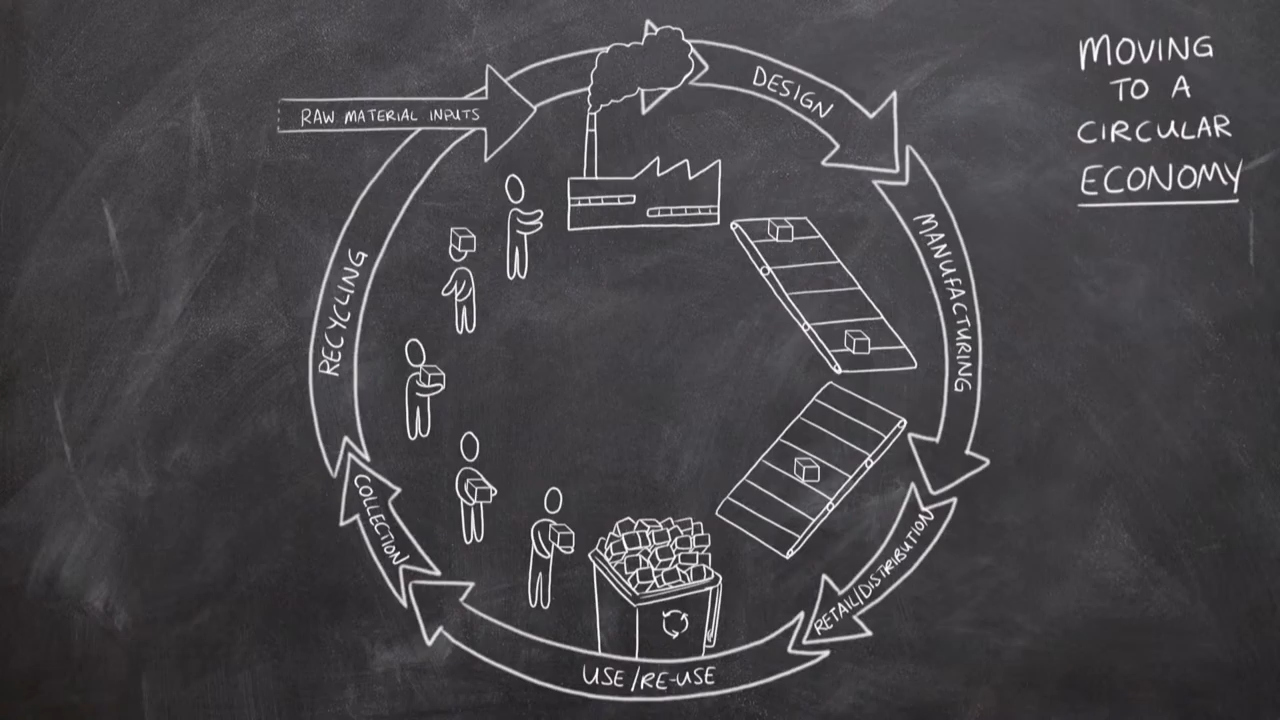 MOVING
TO A
CIRCULAR
ECONOMY
RAW MATERIAL INPUTS
DESIGN
MANUFACTURING
RETAIL/DISTRIBUTION
USE/RE-USE
COLLECTION
RECYCLING